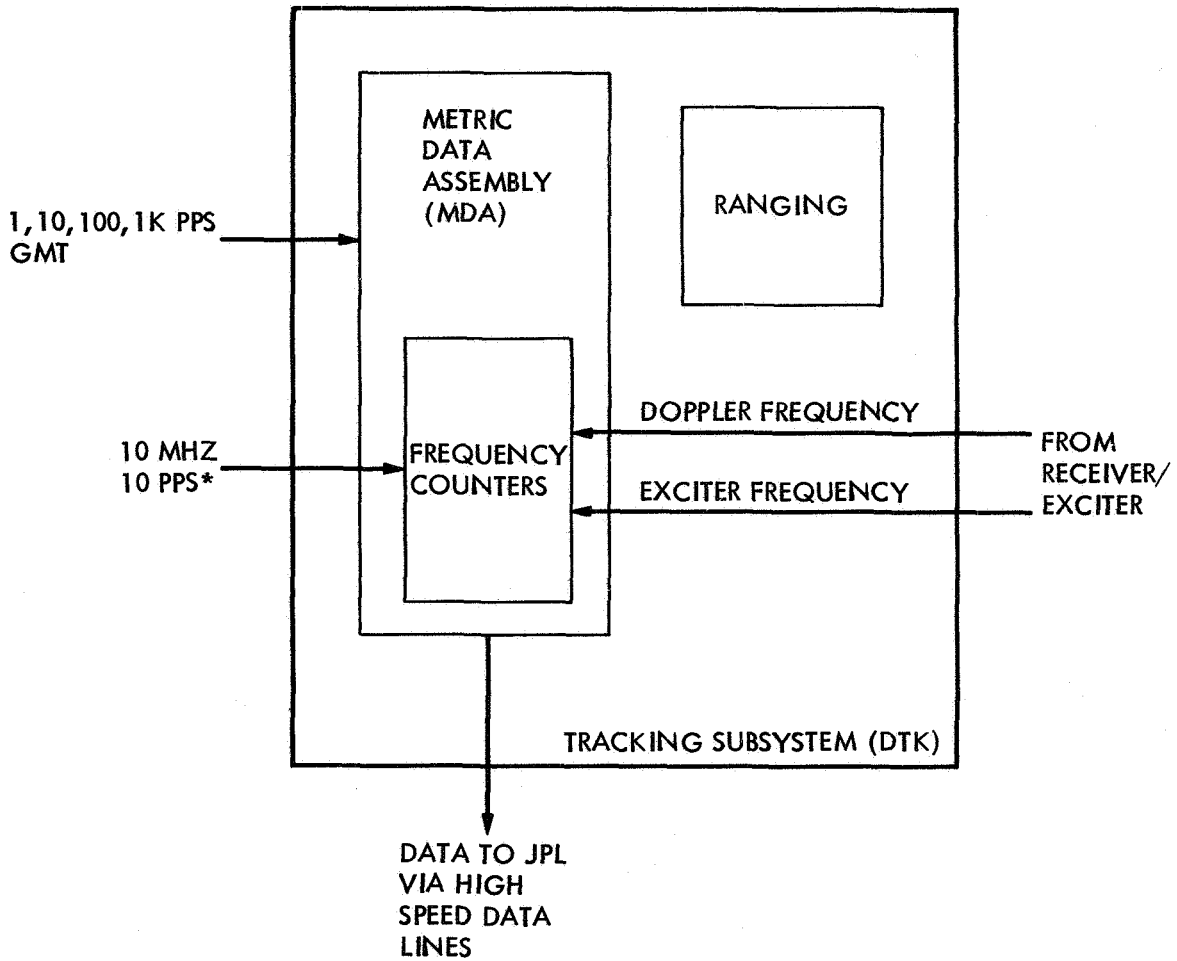 METRIC
DATA
ASSEMBLY
(MDA)
RANGING
1, 10, 100, 1K PPS
GMT
DOPPLER FREQUENCY
10 MHZ
10 PPS*
FREQUENCY
COUNTERS
EXCITER FREQUENCY
FROM
RECEIVER/
EXCITER
TRACKING SUBSYSTEM (DTK)
DATA TO JPL
VIA HIGH
SPEED DATA
LINES